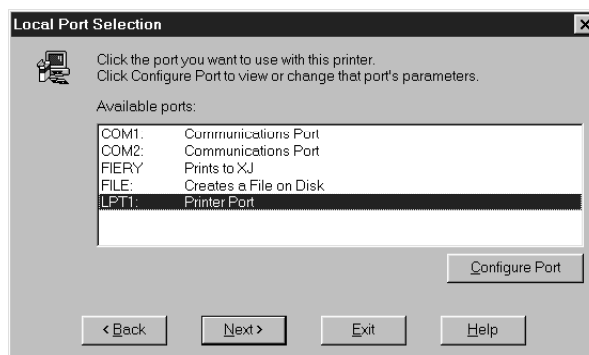 Local Port Selection
Click the port you want to use with this printer.
Click Configure Port to view or change that port's parameters.
Available ports:
COM1: Communications Port
COM2: Communications Port
FIERY Prints to XJ
FILE: Creates a File on Disk
LPT1: Printer Port
Configure Port
< Back Next > Exit Help